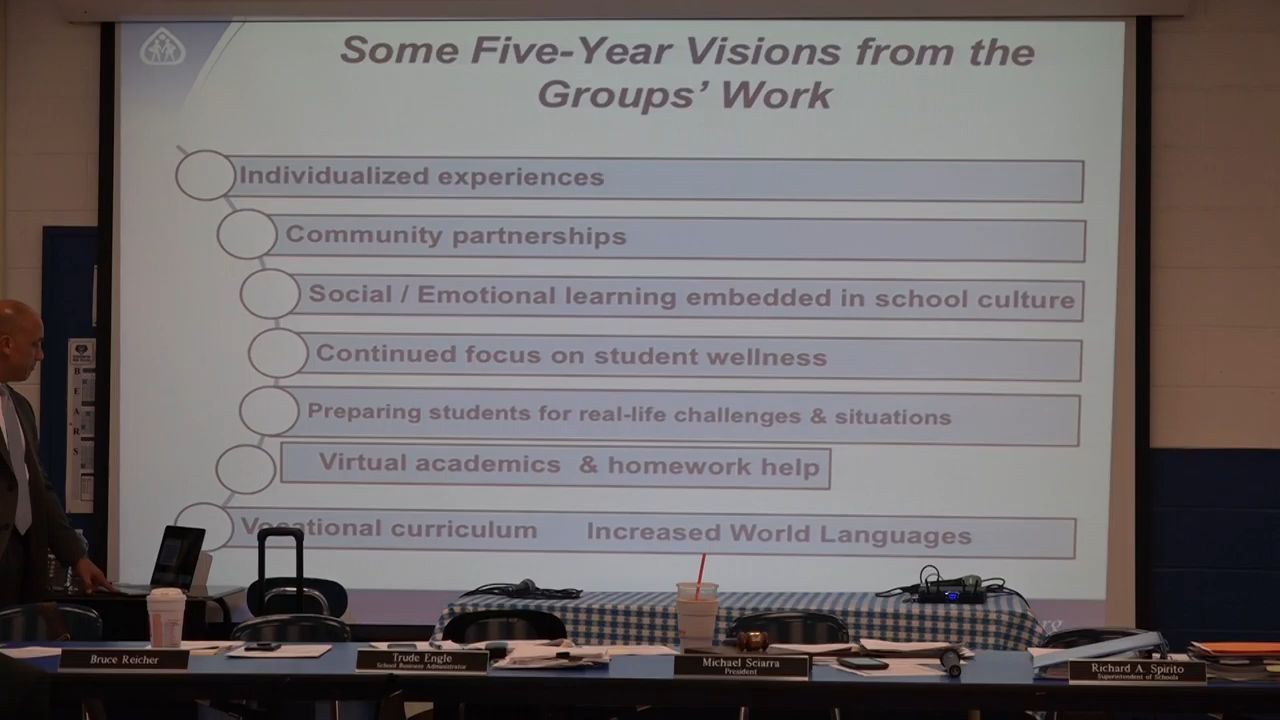 Some Five-Year Visions from the
Groups' Work
Individualized experiences
Community partnerships
Social / Emotional learning embedded in school culture
Continued focus on student wellness
Preparing students for real-life challenges & situations
Virtual academics & homework help
Vocational curriculum Increased World Languages
B
E
A
R
S
Bruce Reicher
Trude Engle
School Business Administrator
Michael Sciarra
President
Richard A. Spirito
Superintendent of Schools